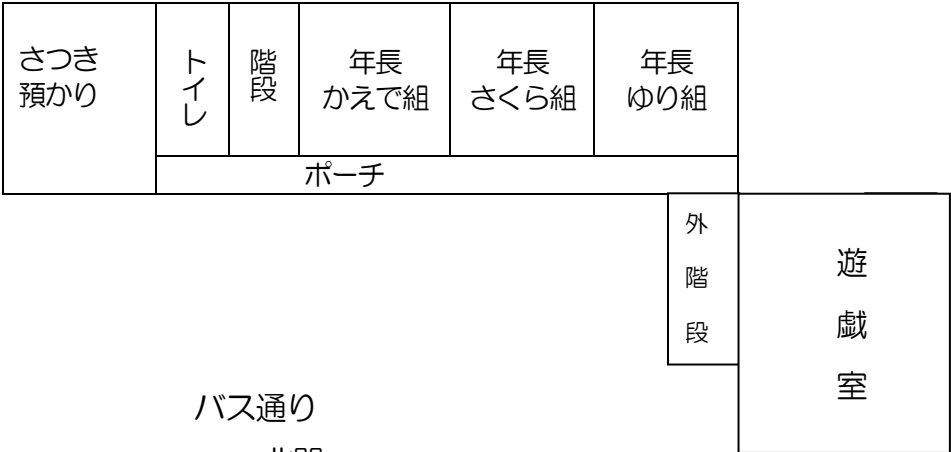 さつき
預かり
トイレ
階段
年長
かえで組
年長
さくら組
年長
ゆり組
ポーチ
外階段
遊戯室
バス通り